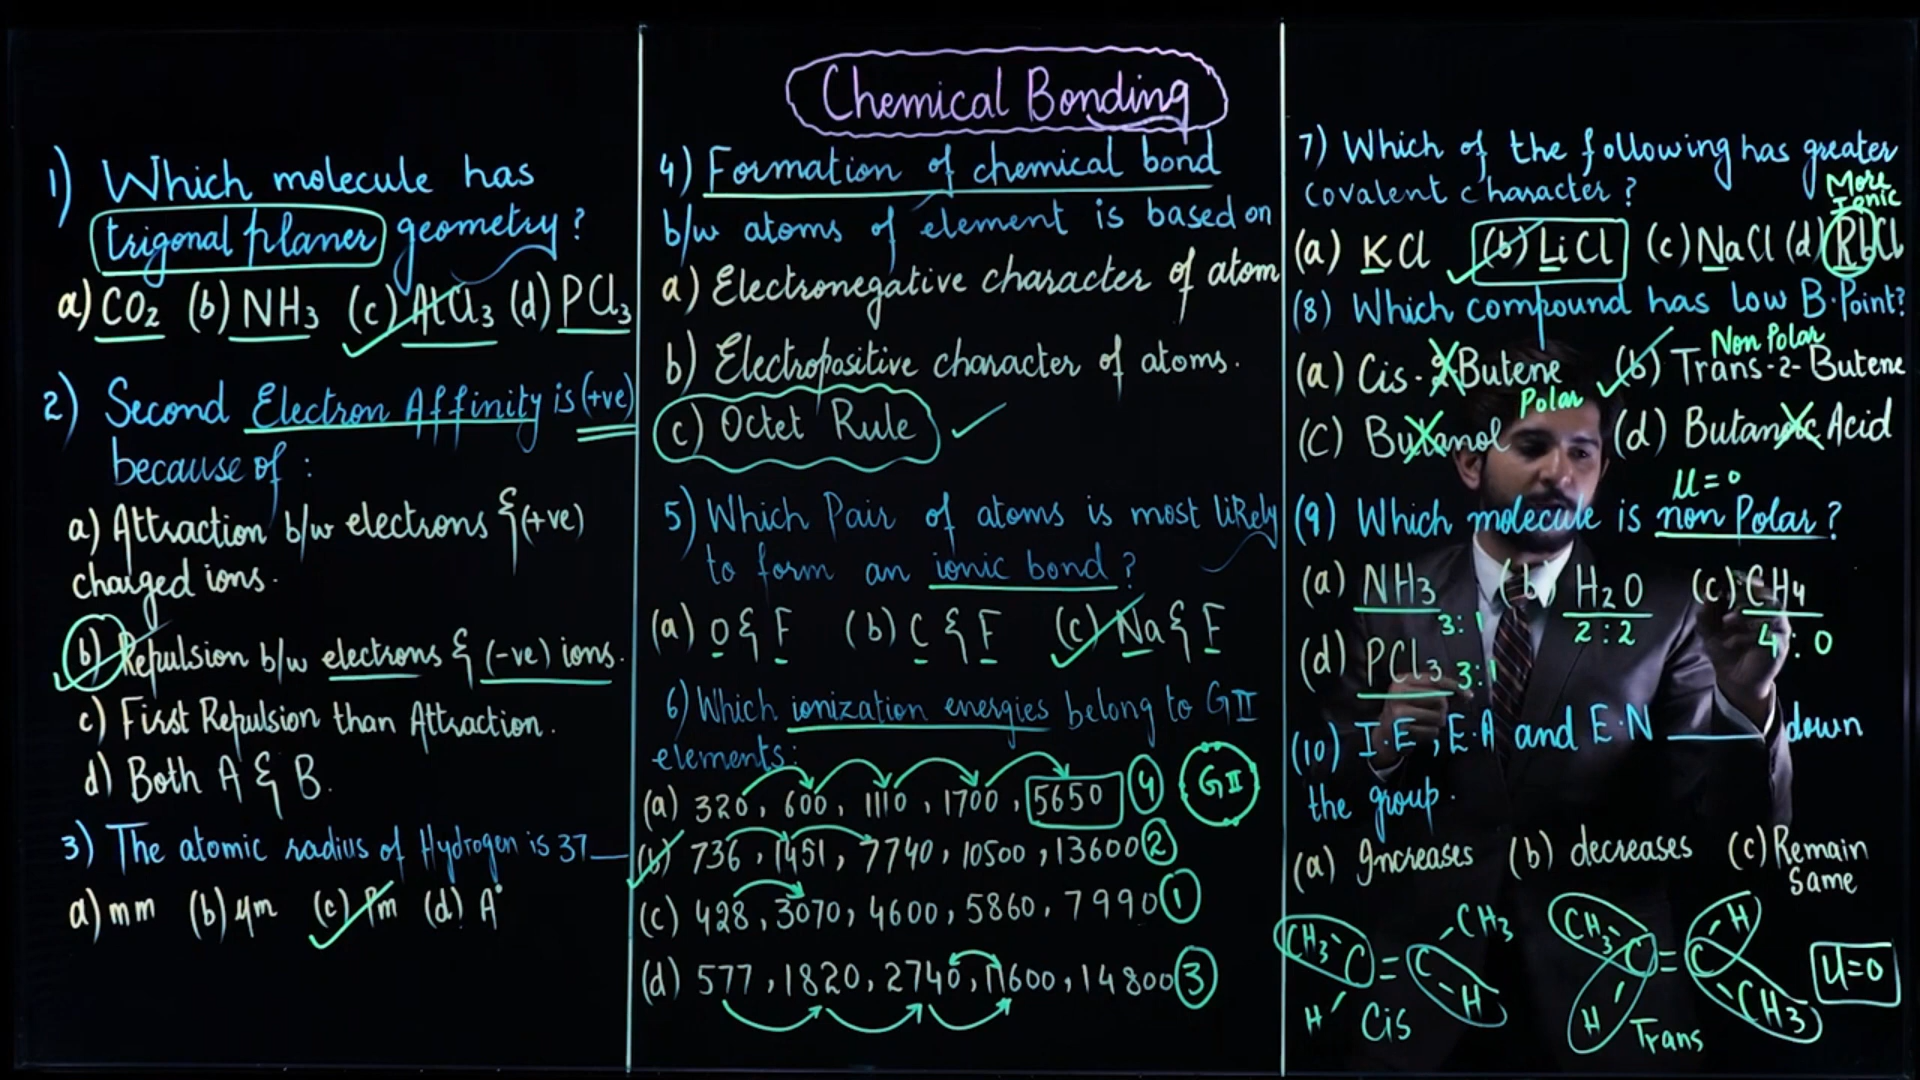 Chemical Bonding
1) Which molecule has
trigonal planer geometry?
a) CO2 (b) NH3 (c) AlCl3 (d) PCl3
2) Second Electron Affinity is (+ve)
because of :
a) Attraction b/w electrons & (+ve)
charged ions.
b) Repulsion b/w electrons & (-ve) ions.
c) First Repulsion than Attraction.
d) Both A & B.
3) The atomic radius of Hydrogen is 37__
a) mm (b) μm (c) Pm (d) A°
4) Formation of chemical bond
b/w atoms of element is based on
a) Electronegative character of atom
b) Electropositive character of atoms.
c) Octet Rule
5) Which Pair of atoms is most likely
to form an ionic bond?
(a) O & F (b) C & F (c) Na & F
6) Which ionization energies belong to G II
elements:
(a) 320, 600, 1110, 1700, 5650 4 G II
(b) 736, 1451, 7740, 10500, 13600 2
(c) 428, 3070, 4600, 5860, 7990 1
(d) 577, 1820, 2740, 11600, 14800 3
7) Which of the following has greater
covalent character?
More
Ionic
(a) KCl (b) LiCl (c) NaCl (d) RbCl
(8) Which compound has low B.Point?
Non Polar
(a) Cis-2-Butene (b) Trans-2-Butene
Polar
(C) Butanol (d) Butanoic Acid
μ=0
(9) Which molecule is non Polar?
(a) NH3 (b) H2O (c) CH4
3:1 2:2 4:0
(d) PCl3 3:1
(10) I.E, E.A and E.N ____ down
the group.
(a) Increases (b) decreases (c) Remain
Same
CH3 C = C CH3 CH3 C = C H
H H H CH3 μ=0
Cis Trans